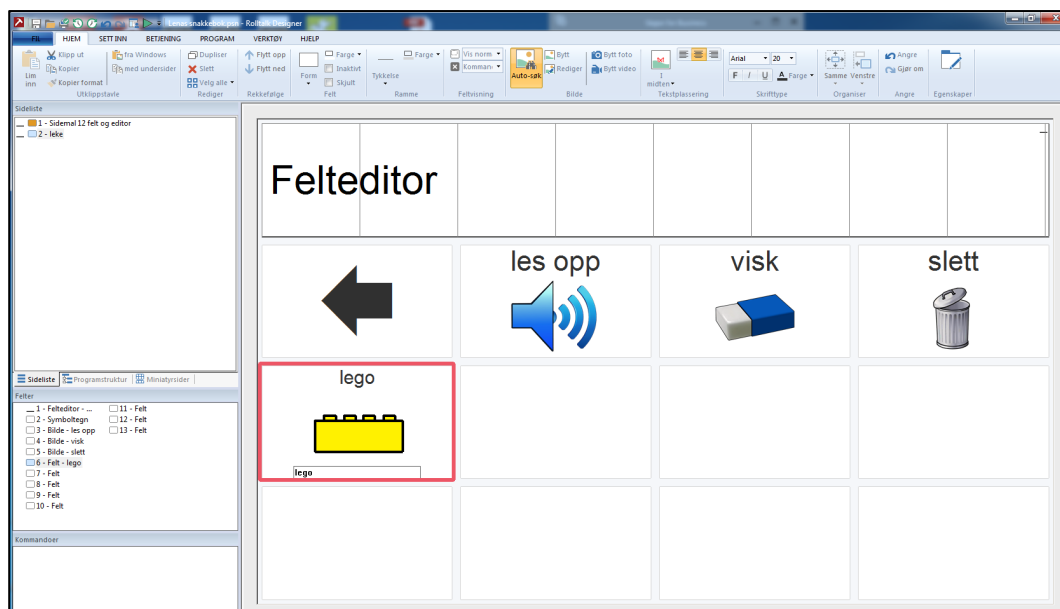 Lenas snakkebok.psn - Rolltalk Designer
FIL HJEM SETT INN BETJENING PROGRAM VERKTØY HJELP
Lim inn
Klipp ut
Kopier
Kopier format
fra Windows
med undersider
Utklippstavle
Dupliser
Slett
Velg alle
Rediger
Flytt opp
Flytt ned
Rekkefølge
Form
Farge
Inaktivt
Skjult
Felt
Tykkelse
Farge
Ramme
Vis norm
Komman-
Feltvisning
Auto-søk
Bytt
Rediger
Bytt foto
Bytt video
Bilde
I midten
Tekstplassering
Arial 20
F I U A Farge
Skrifttype
Samme Venstre
Organiser
Angre
Gjør om
Angre
Egenskaper
Sideliste
1 - Sidemal 12 felt og editor
2 - leke
Sideliste Programstruktur Miniatyrsider
Felter
1 - Felteditor - ...
2 - Symboltegn
3 - Bilde - les opp
4 - Bilde - visk
5 - Bilde - slett
6 - Felt - lego
7 - Felt
8 - Felt
9 - Felt
10 - Felt
11 - Felt
12 - Felt
13 - Felt
Kommandoer
Felteditor
les opp
visk
slett
lego
lego